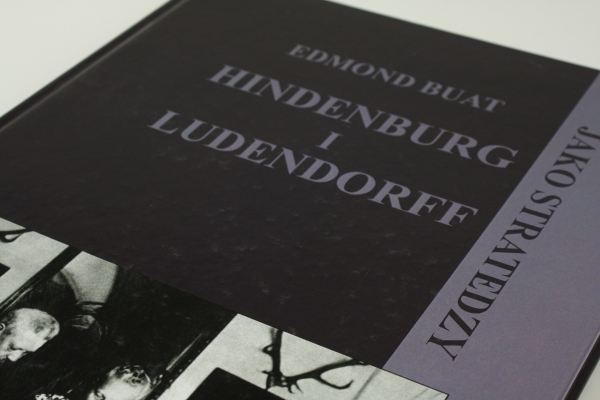 EDMOND BUAT
HINDENBURG
I
LUDENDORFF
JAKO STRATEDZY